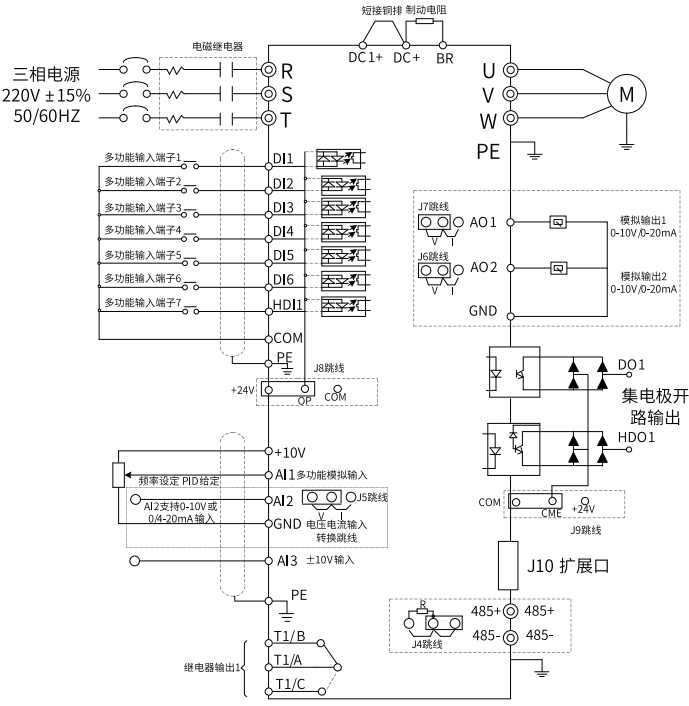 短接铜排 制动电阻
DC1+ DC+ BR
电磁继电器
三相电源
220V ±15%
50/60HZ
R
S
T
U
V
W
M
PE
多功能输入端子1
DI1
多功能输入端子2
DI2
多功能输入端子3
DI3
多功能输入端子4
DI4
多功能输入端子5
DI5
多功能输入端子6
DI6
多功能输入端子7
HDI1
COM
PE
J8跳线
+24V
OP
COM
J7跳线
V I
AO1
模拟输出1
0-10V/0-20mA
J6跳线
V I
AO2
模拟输出2
0-10V/0-20mA
GND
DO1
集电极开
路输出
HDO1
COM
CME
+24V
J9跳线
+10V
AI1 多功能模拟输入
频率设定 PID给定
AI2支持0-10V或
0/4-20mA 输入
AI2
J5跳线
V I
GND
电压电流输入
转换跳线
AI3
±10V输入
PE
J10 扩展口
R
J4跳线
485+ 485+
485- 485-
继电器输出1
T1/B
T1/A
T1/C